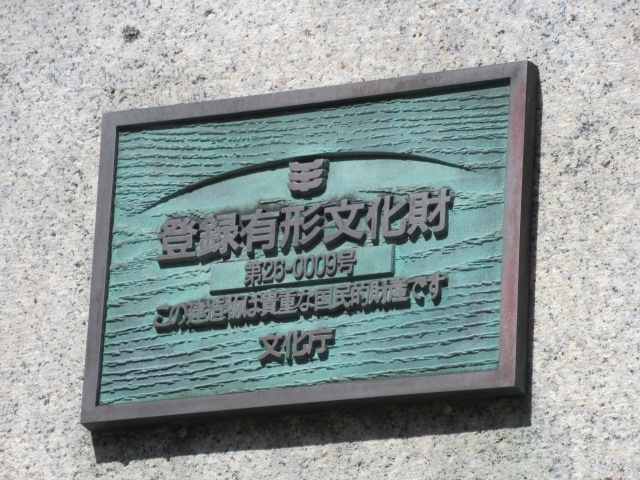 登録有形文化財
第26-0009号
この建造物は貴重な国民的財産です
文化庁